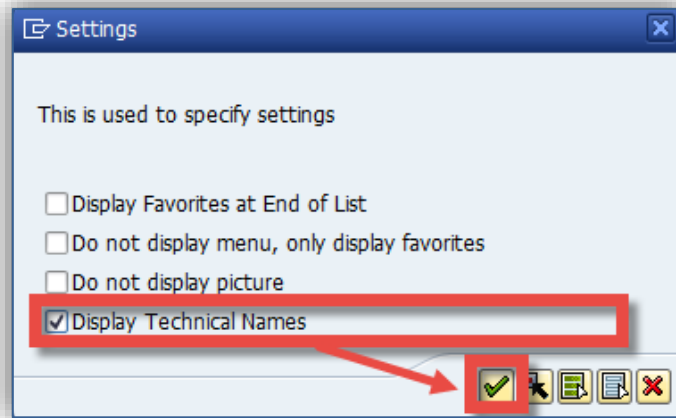 Settings
This is used to specify settings
Display Favorites at End of List
Do not display menu, only display favorites
Do not display picture
Display Technical Names